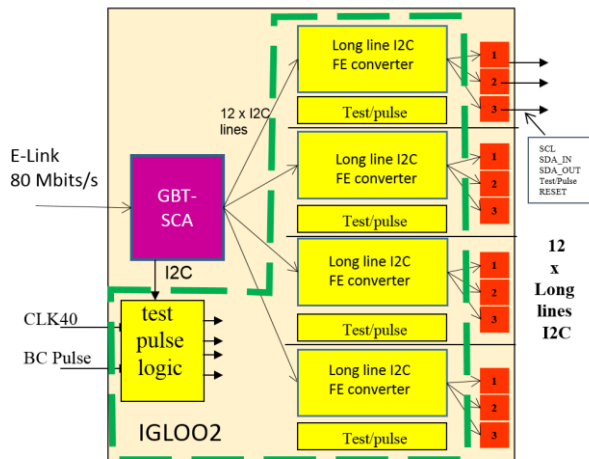 Long line I2C
FE converter
1
2
3
Test/pulse
12 x I2C
lines
SCL
SDA_IN
SDA_OUT
Test/Pulse
RESET
E-Link
80 Mbits/s
GBT-
SCA
Long line I2C
FE converter
1
2
3
Test/pulse
I2C
Long line I2C
FE converter
1
2
3
Test/pulse
12
x
Long
lines
I2C
CLK40
BC Pulse
test
pulse
logic
Long line I2C
FE converter
1
2
3
Test/pulse
IGLOO2